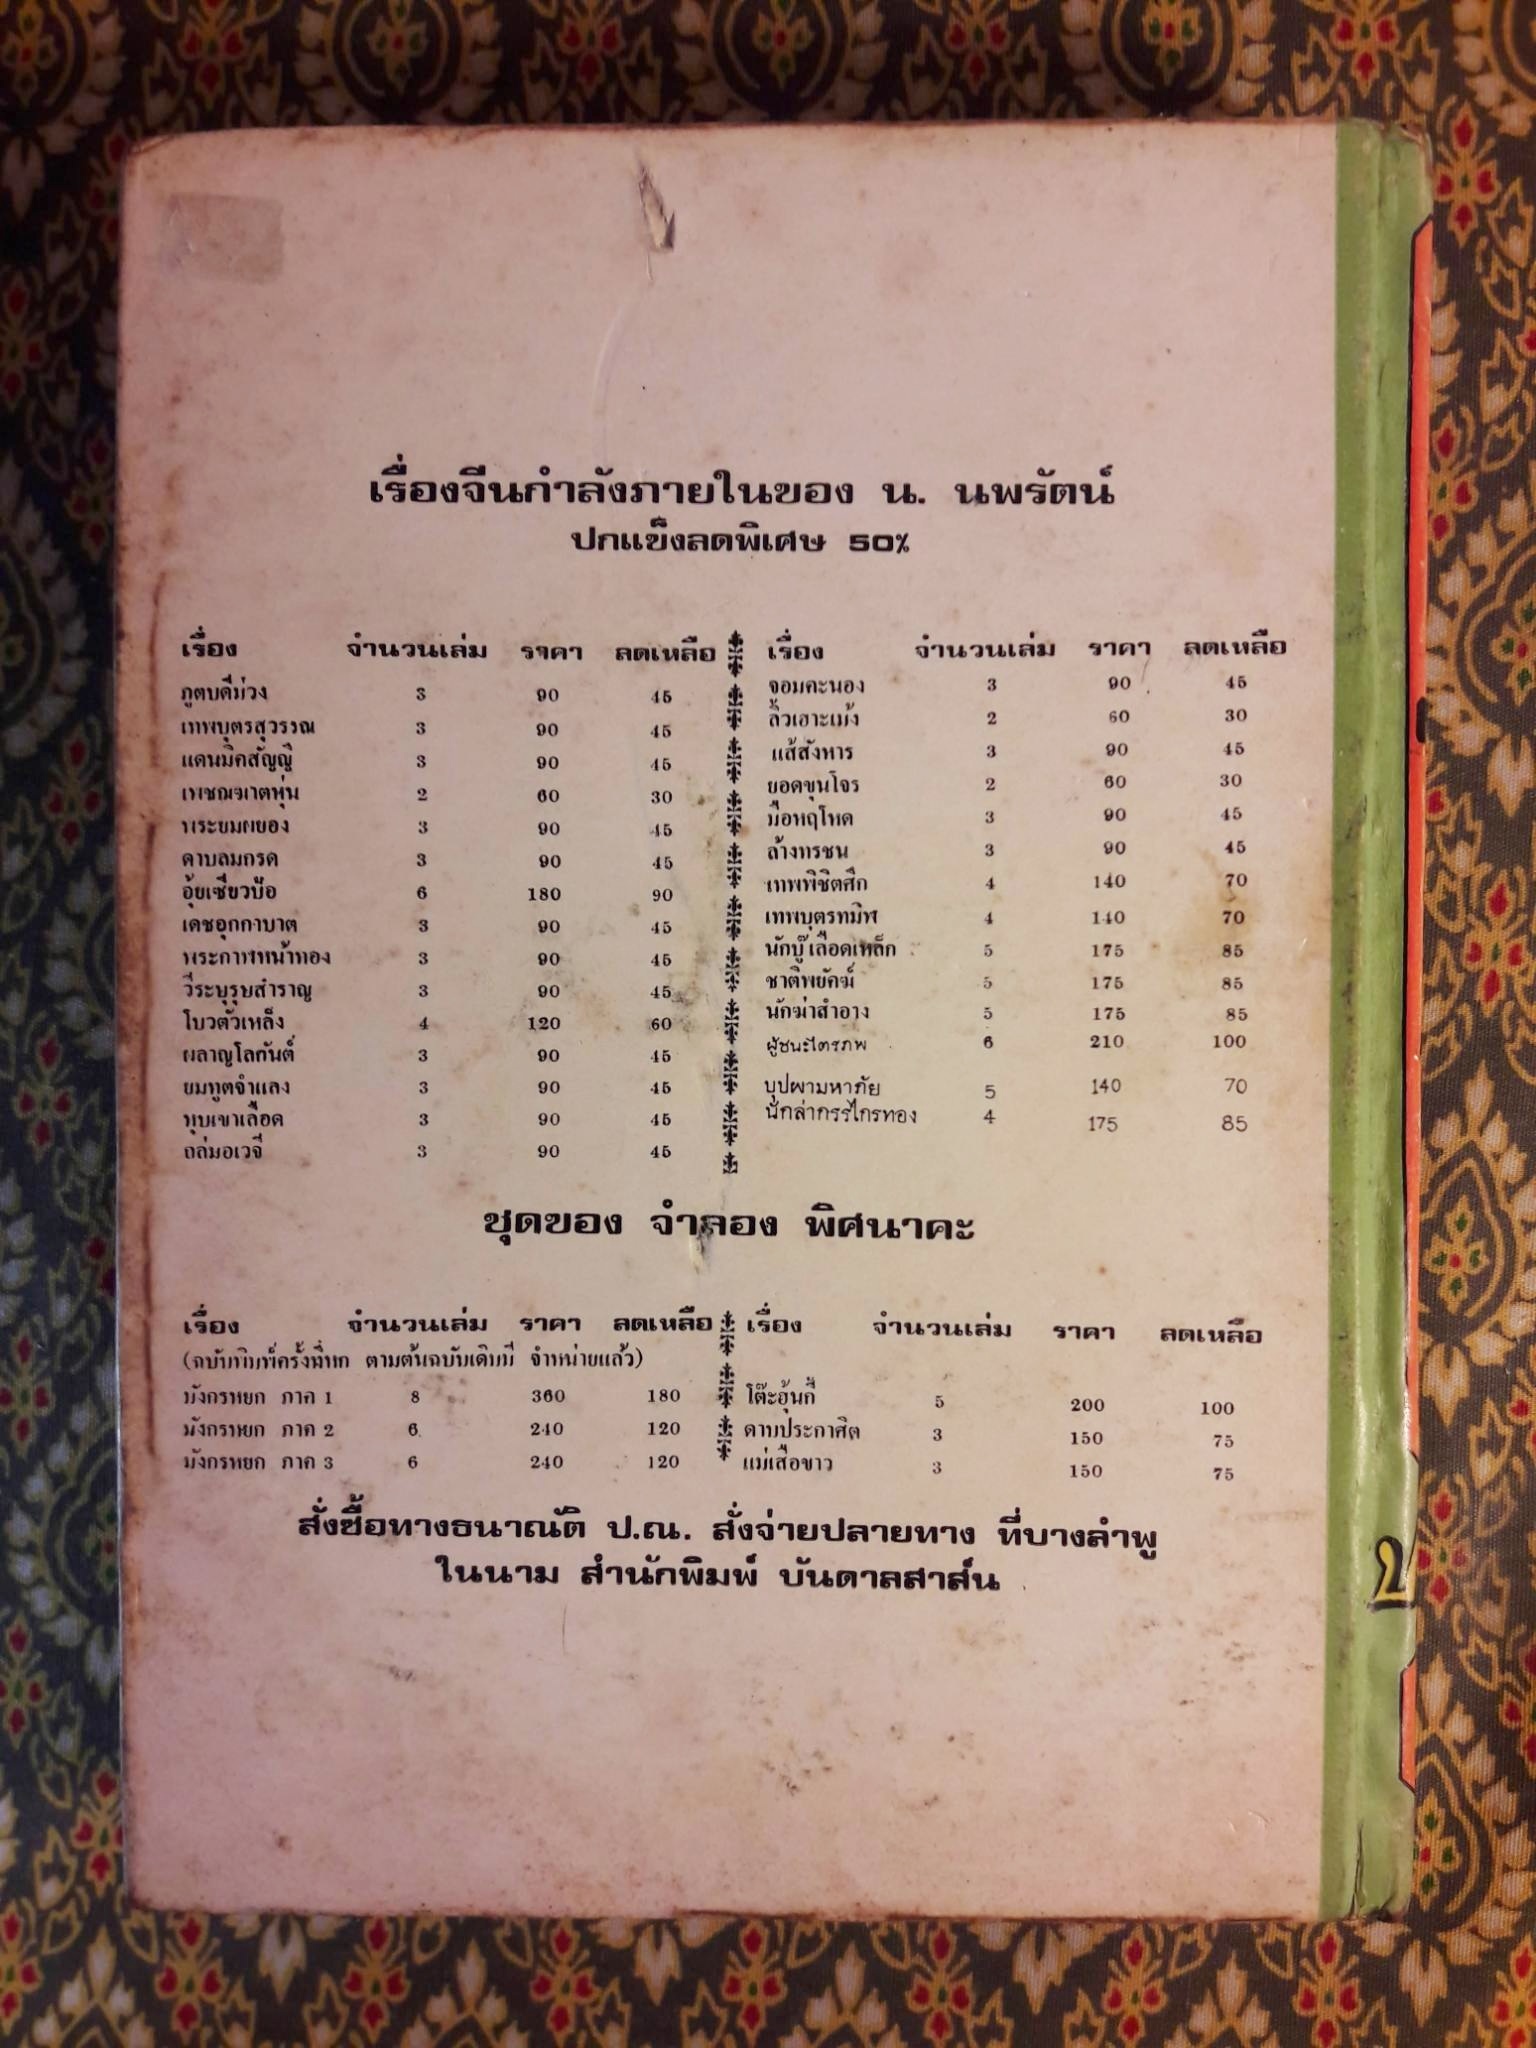 เรื่องจีนกำลังภายในของ น. นพรัตน์
ปกแข็งลดพิเศษ 50%
เรื่อง จำนวนเล่ม ราคา ลดเหลือ
ภูตบดีม่วง 3 90 45
เทพบุตรสุวรรณ 3 90 45
แดนมิคสัญญี 3 90 45
เพชฌฆาตหุ่น 2 60 30
พระยมผยอง 3 90 45
ดาบลมกรด 3 90 45
อุ้ยเซี่ยวป้อ 6 180 90
เดชอุกกาบาต 3 90 45
พระกาฬหน้าทอง 3 90 45
วีระบุรุษสำราญ 3 90 45
โบวตั๋วเหล็ง 4 120 60
ผลาญโลกันต์ 3 90 45
ยมทูตจำแลง 3 90 45
หุบเขาเลือด 3 90 45
ถล่มอเวจี 3 90 45
เรื่อง จำนวนเล่ม ราคา ลดเหลือ
จอมคะนอง 3 90 45
ลิ้วเฮาะเม้ง 2 60 30
แส้สังหาร 3 90 45
ยอดขุนโจร 2 60 30
มือหฤโหด 3 90 45
ล้างทรชน 3 90 45
เทพพิชิตศึก 4 140 70
เทพบุตรทมิฬ 4 140 70
นักบู๊เลือดเหล็ก 5 175 85
ชาติพยัคฆ์ 5 175 85
นักฆ่าสำอาง 5 175 85
ผู้ชนะไตรภพ 6 210 100
บุปผามหาภัย 5 140 70
นักล่ากรรไกรทอง 4 175 85
ชุดของ จำลอง พิศนาคะ
เรื่อง จำนวนเล่ม ราคา ลดเหลือ
(ฉบับพิมพ์ครั้งที่หก ตามต้นฉบับเดิมมี จำหน่ายแล้ว)
มังกรหยก ภาค 1 8 360 180
มังกรหยก ภาค 2 6 240 120
มังกรหยก ภาค 3 6 240 120
เรื่อง จำนวนเล่ม ราคา ลดเหลือ
โต๊ะฮุ้นกี้ 5 200 100
ดาบประกาศิต 3 150 75
แม่เสือขาว 3 150 75
สั่งซื้อทางธนาณัติ ป.ณ. สั่งจ่ายปลายทาง ที่บางลำพู
ในนาม สำนักพิมพ์ บันดาลสาส์น